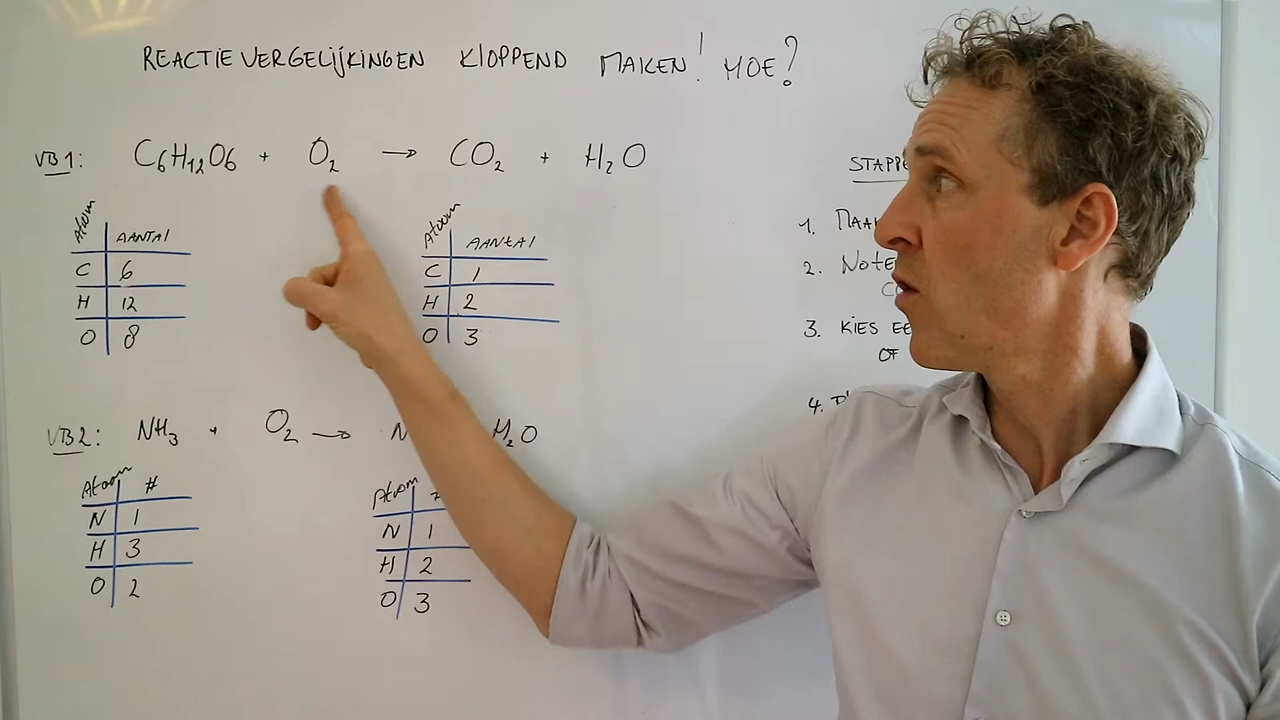 REACTIEVERGELIJKINGEN KLOPPEND MAKEN! HOE?
VB1: C6H12O6 + O2 → CO2 + H2O
Atoom AANTAl
C 6
H 12
O 8
Atoom AANtAl
C 1
H 2
O 3
VB2: NH3 + O2 → N H2O
Atoom #
N 1
H 3
O 2
Atoom
N 1
H 2
O 3
STAPPE
1. MAA
2. NOTE
3. KIES EE
OF
4.